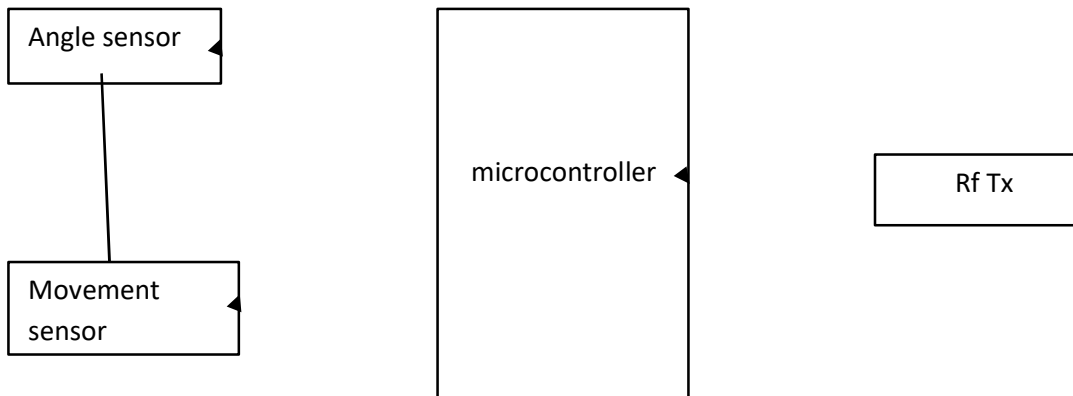 Angle sensor
microcontroller
Rf Tx
Movement
sensor